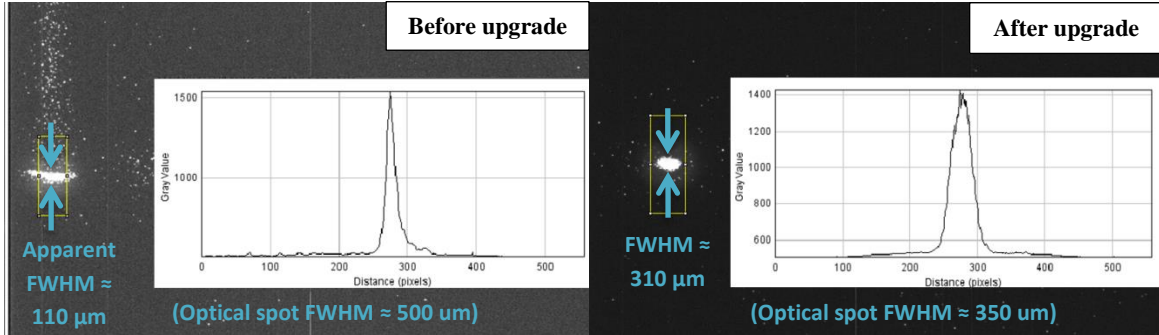 Before upgrade
1500
1000
Gray Value
0
100
200
300
400
500
Distance (pixels)
Apparent
FWHM ≈
110 μm
(Optical spot FWHM ≈ 500 um)
After upgrade
1400
1200
1000
800
600
Gray Value
0
100
200
300
400
500
Distance (pixels)
FWHM ≈
310 μm
(Optical spot FWHM ≈ 350 um)